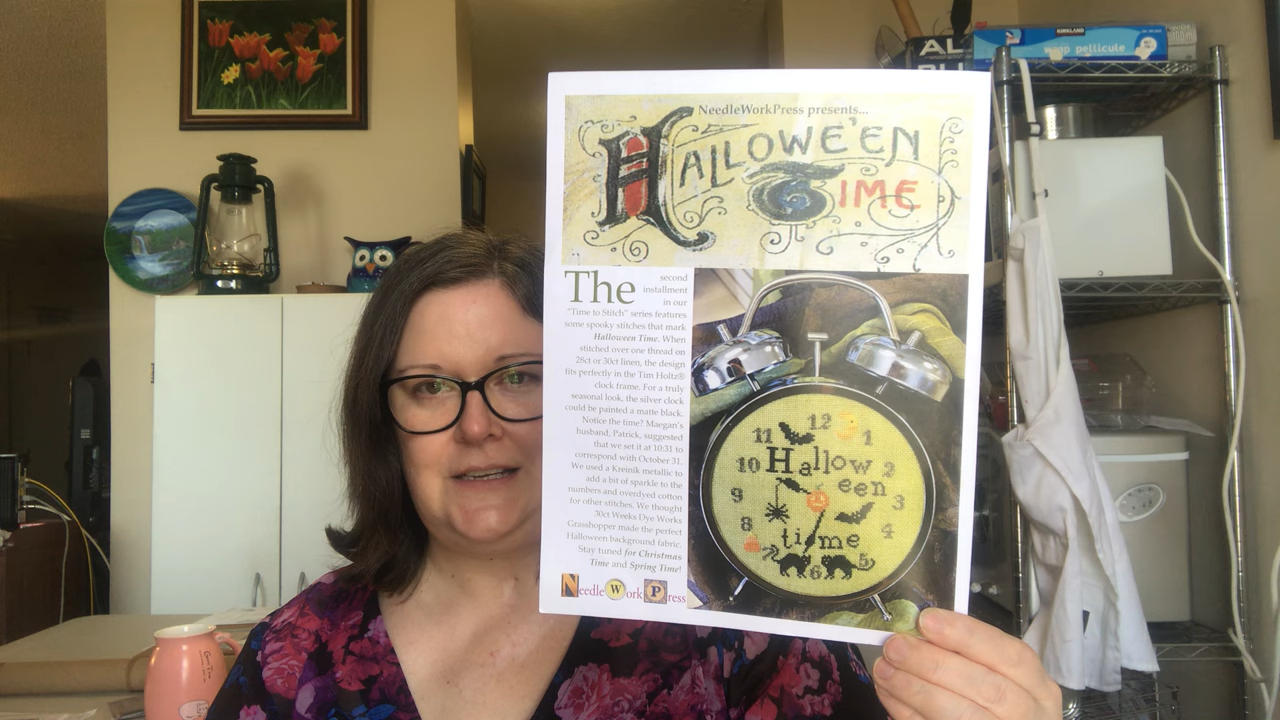 KIRKLAND
wrap pellicule
AL
NeedleWorkPress presents...
HALLOWE'EN
TIME
The second
installment
in our
"Time to Stitch" series features
some spooky stitches that mark
Halloween Time. When
stitched over one thread on
28ct or 30ct linen, the design
fits perfectly in the Tim Holtz®
clock frame. For a truly
seasonal look, the silver clock
could be painted a matte black.
Notice the time? Maegan's
husband, Patrick, suggested
that we set it at 10:31 to
correspond with October 31.
We used a Kreinik metallic to
add a bit of sparkle to the
numbers and overdyed cotton
for other stitches. We thought
30ct Weeks Dye Works
Grasshopper made the perfect
Halloween background fabric.
Stay tuned for Christmas
Time and Spring Time!
NeedleWorkPress
12
11 1
10 Hallow 2
een
9 3
8 4
time
5
6